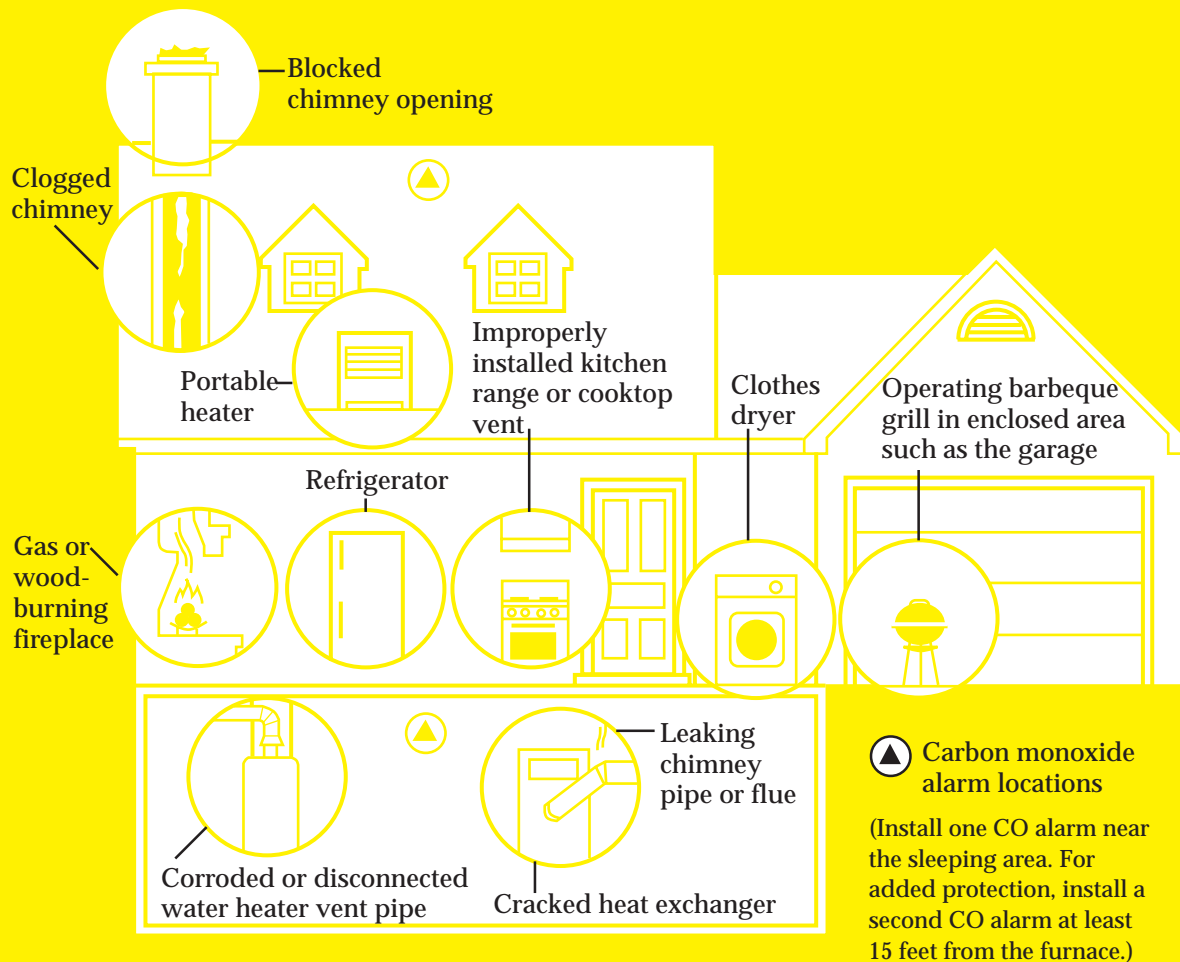 Blocked
chimney opening
Clogged
chimney
Portable
heater
Improperly
installed kitchen
range or cooktop
vent
Clothes
dryer
Operating barbeque
grill in enclosed area
such as the garage
Refrigerator
Gas or
wood-
burning
fireplace
Leaking
chimney
pipe or flue
Corroded or disconnected
water heater vent pipe
Cracked heat exchanger
Carbon monoxide
alarm locations
(Install one CO alarm near
the sleeping area. For
added protection, install a
second CO alarm at least
15 feet from the furnace.)